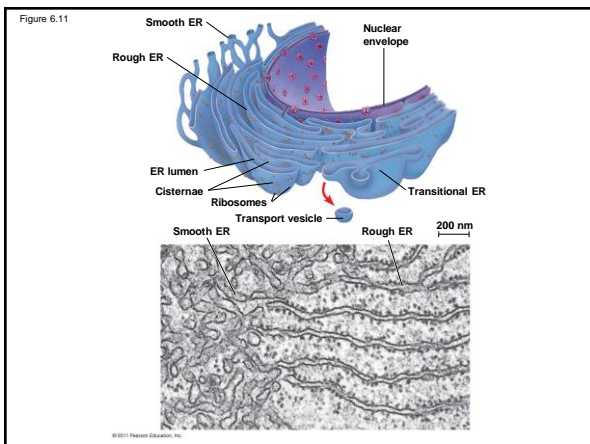 Figure 6.11
Smooth ER
Nuclear
envelope
Rough ER
ER lumen
Cisternae
Ribosomes
Transitional ER
Transport vesicle
Smooth ER
Rough ER
200 nm
© 2011 Pearson Education, Inc.